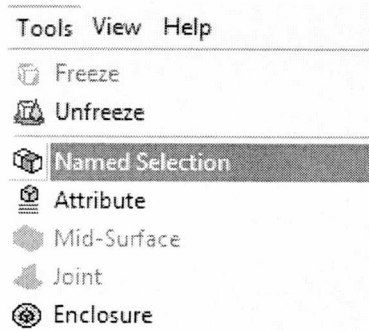 Tools View Help
Freeze
Unfreeze
Named Selection
Attribute
Mid-Surface
Joint
Enclosure